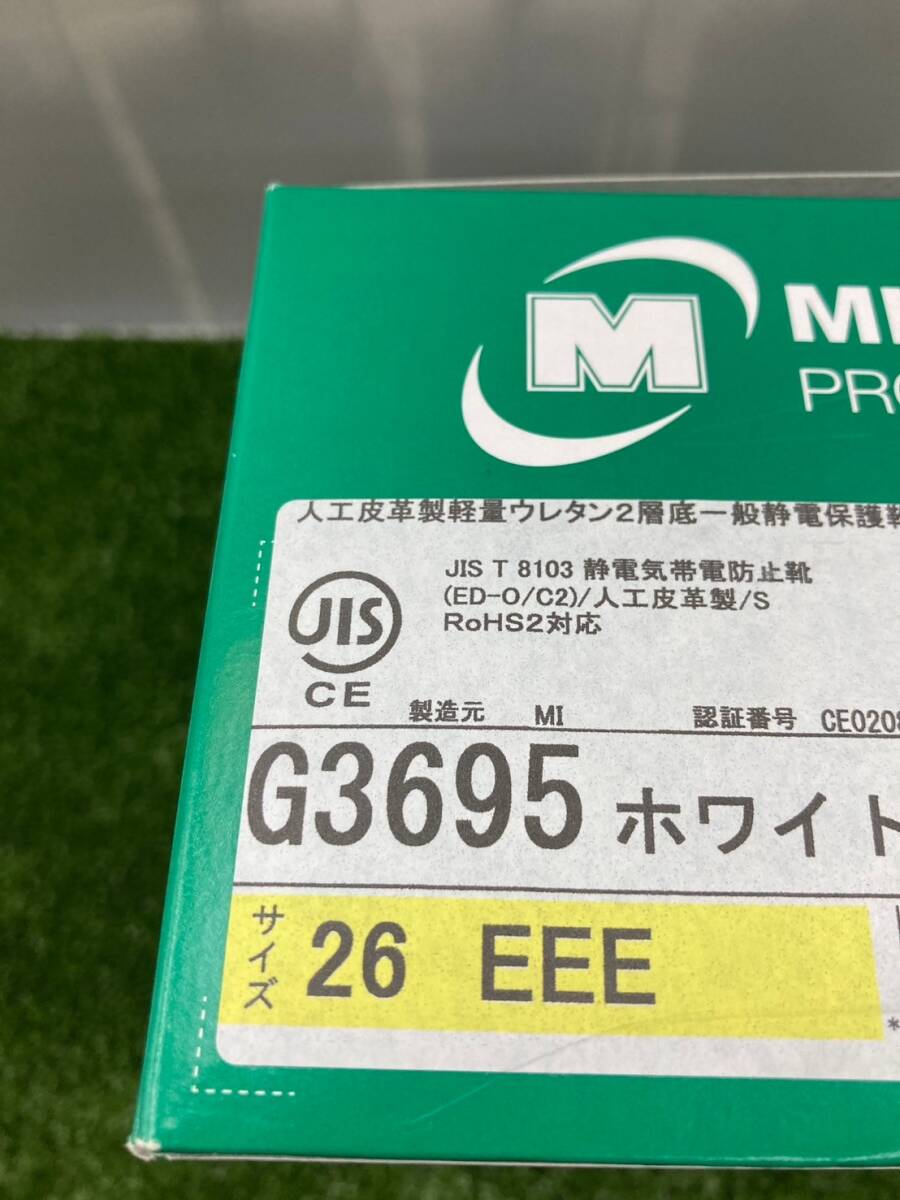 M
MI
PRO
人工皮革製軽量ウレタン2層底一般静電保護靴
JIS T 8103 静電気帯電防止靴
(ED-O/C2)/人工皮革製/S
RoHS2対応
JIS
CE
製造元 MI 認証番号 CE0208
G3695 ホワイト
サイズ 26 EEE
*